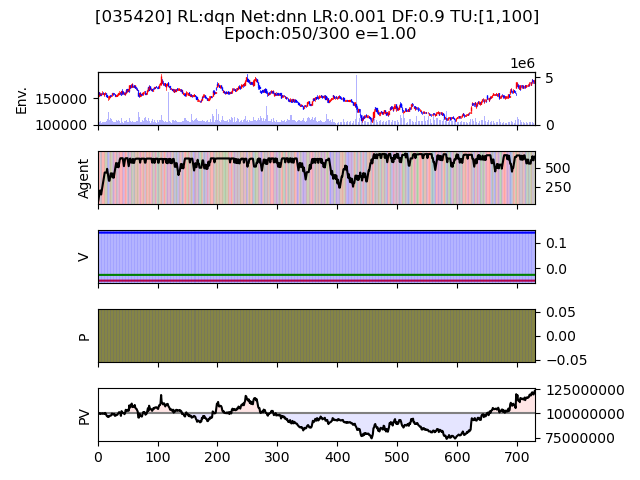 [035420] RL:dqn Net:dnn LR:0.001 DF:0.9 TU:[1,100]
Epoch:050/300 e=1.00
1e6
Env.
150000
100000
5
0
Agent
500
250
V
0.1
0.0
P
0.05
0.00
−0.05
PV
125000000
100000000
75000000
0 100 200 300 400 500 600 700